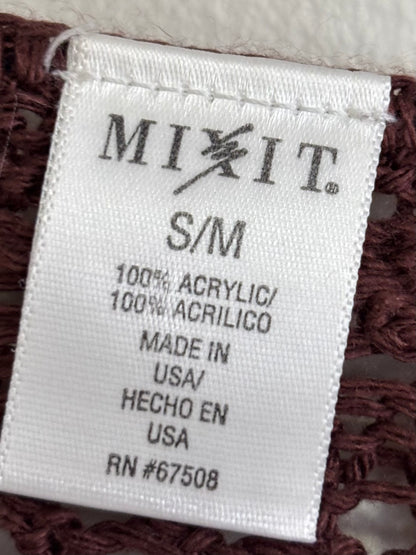 MIXIT®
S/M
100% ACRYLIC/
100% ACRILICO
MADE IN
USA/
HECHO EN
USA
RN #67508